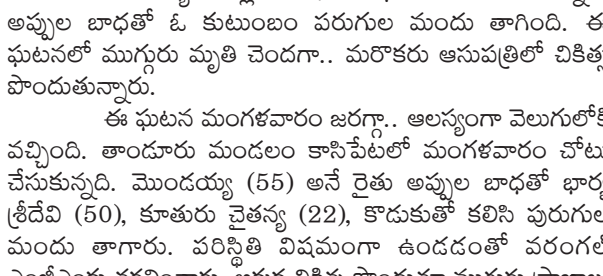 అప్పుల బాధతో ఓ కుటుంబం పరుగుల మందు తాగింది. ఈ
ఘటనలో ముగ్గురు మృతి చెందగా.. మరొకరు ఆసుపత్రిలో చికిత్స
పొందుతున్నారు.
ఈ ఘటన మంగళవారం జరగ్గా.. ఆలస్యంగా వెలుగులోకి
వచ్చింది. తాండూరు మండలం కాసిపేటలో మంగళవారం చోటు
చేసుకున్నది. మొండయ్య (55) అనే రైతు అప్పుల బాధతో భార్య
శ్రీదేవి (50), కూతురు చైతన్య (22), కొడుకుతో కలిసి పురుగుల
మందు తాగారు. పరిస్థితి విషమంగా ఉండడంతో వరంగల్